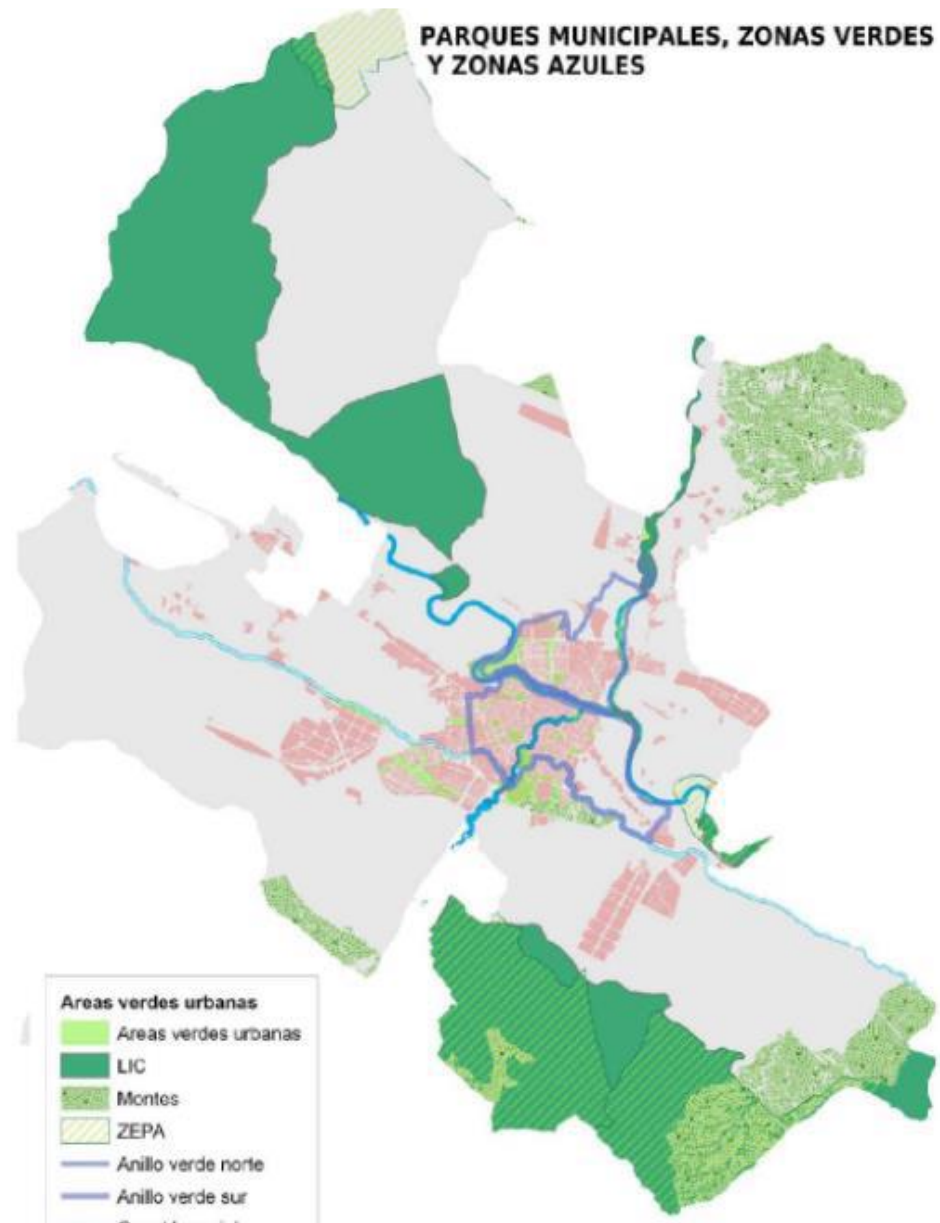 PARQUES MUNICIPALES, ZONAS VERDES
Y ZONAS AZULES
Areas verdes urbanas
Areas verdes urbanas
LIC
Montes
ZEPA
Anillo verde norte
Anillo verde sur